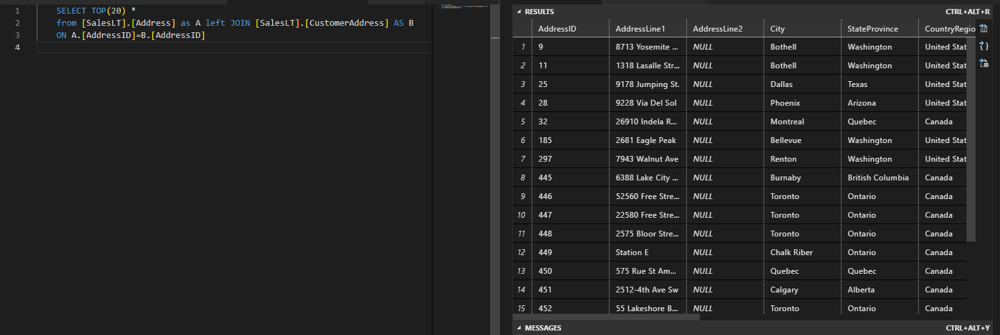 1 SELECT TOP(20) *
2 from [SalesLT].[Address] as A left JOIN [SalesLT].[CustomerAddress] AS B
3 ON A.[AddressID]=B.[AddressID]
4
RESULTS CTRL+ALT+R
AddressID AddressLine1 AddressLine2 City StateProvince CountryRegio
1 9 8713 Yosemite ... NULL Bothell Washington United Stat
2 11 1318 Lasalle Str... NULL Bothell Washington United Stat
3 25 9178 Jumping St. NULL Dallas Texas United Stat
4 28 9228 Via Del Sol NULL Phoenix Arizona United Stat
5 32 26910 Indela R... NULL Montreal Quebec Canada
6 185 2681 Eagle Peak NULL Bellevue Washington United Stat
7 297 7943 Walnut Ave NULL Renton Washington United Stat
8 445 6388 Lake City ... NULL Burnaby British Columbia Canada
9 446 52560 Free Stre... NULL Toronto Ontario Canada
10 447 22580 Free Stre... NULL Toronto Ontario Canada
11 448 2575 Bloor Stre... NULL Toronto Ontario Canada
12 449 Station E NULL Chalk Riber Ontario Canada
13 450 575 Rue St Am... NULL Quebec Quebec Canada
14 451 2512-4th Ave Sw NULL Calgary Alberta Canada
15 452 55 Lakeshore B... NULL Toronto Ontario Canada
MESSAGES CTRL+ALT+Y